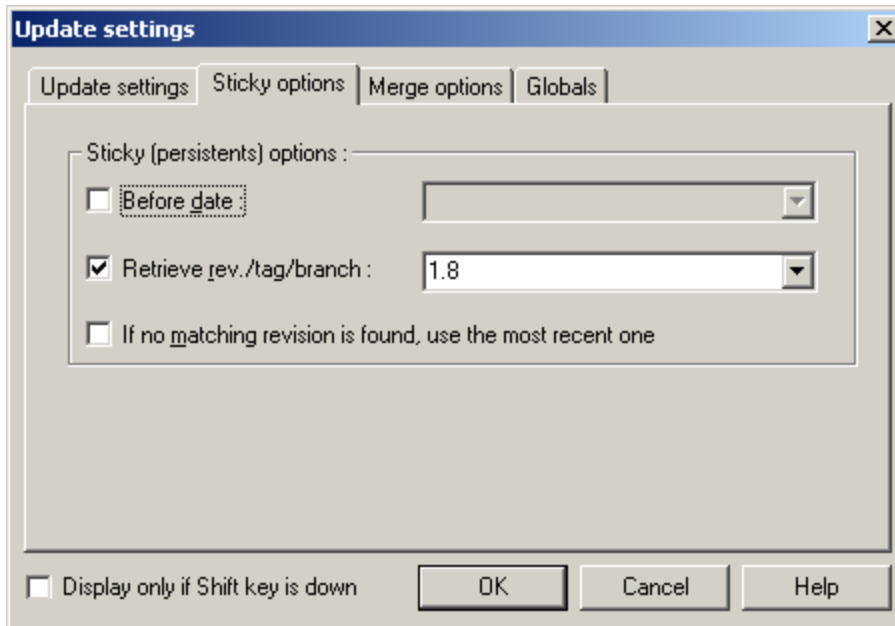 Update settings
Update settings Sticky options Merge options Globals
Sticky (persistents) options :
Before date :
Retrieve rev./tag/branch : 1.8
If no matching revision is found, use the most recent one
Display only if Shift key is down OK Cancel Help